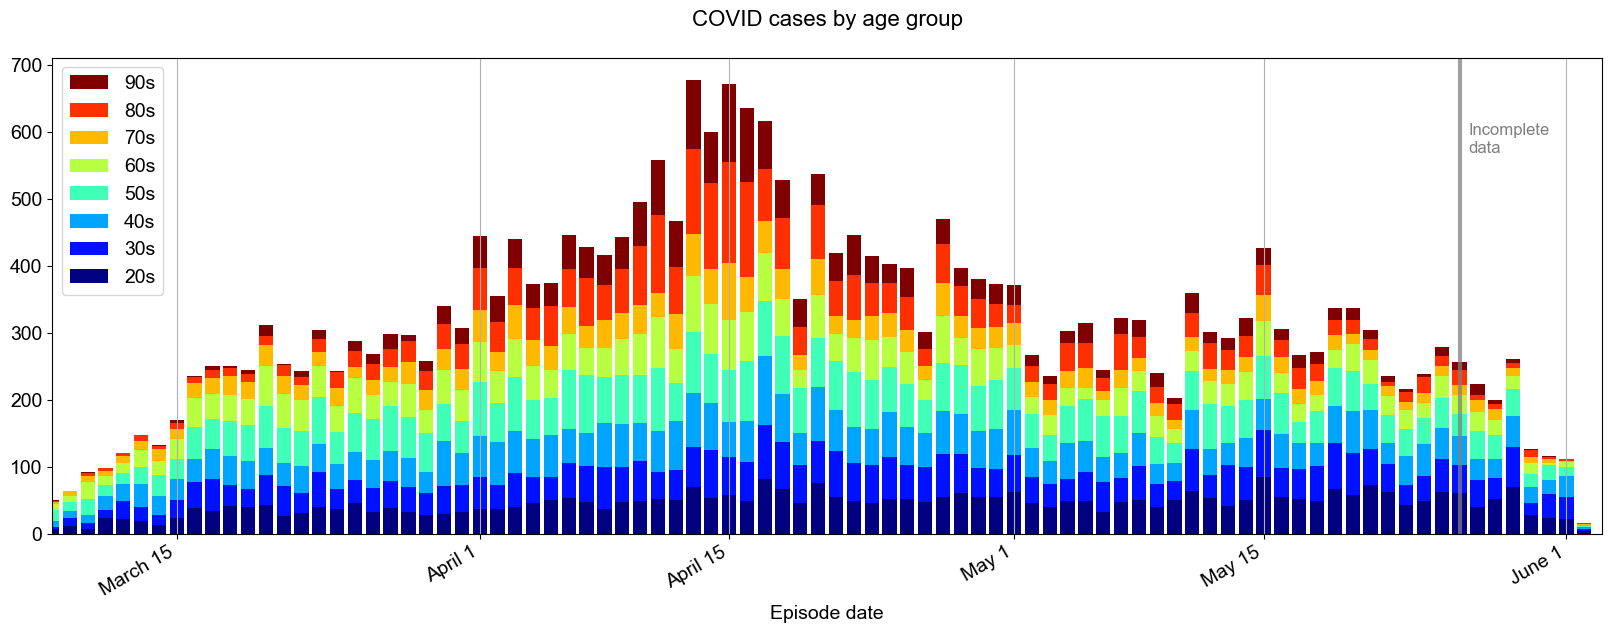 COVID cases by age group
700
600
500
400
300
200
100
0
90s
80s
70s
60s
50s
40s
30s
20s
Incomplete
data
March 15
April 1
April 15
May 1
May 15
June 1
Episode date